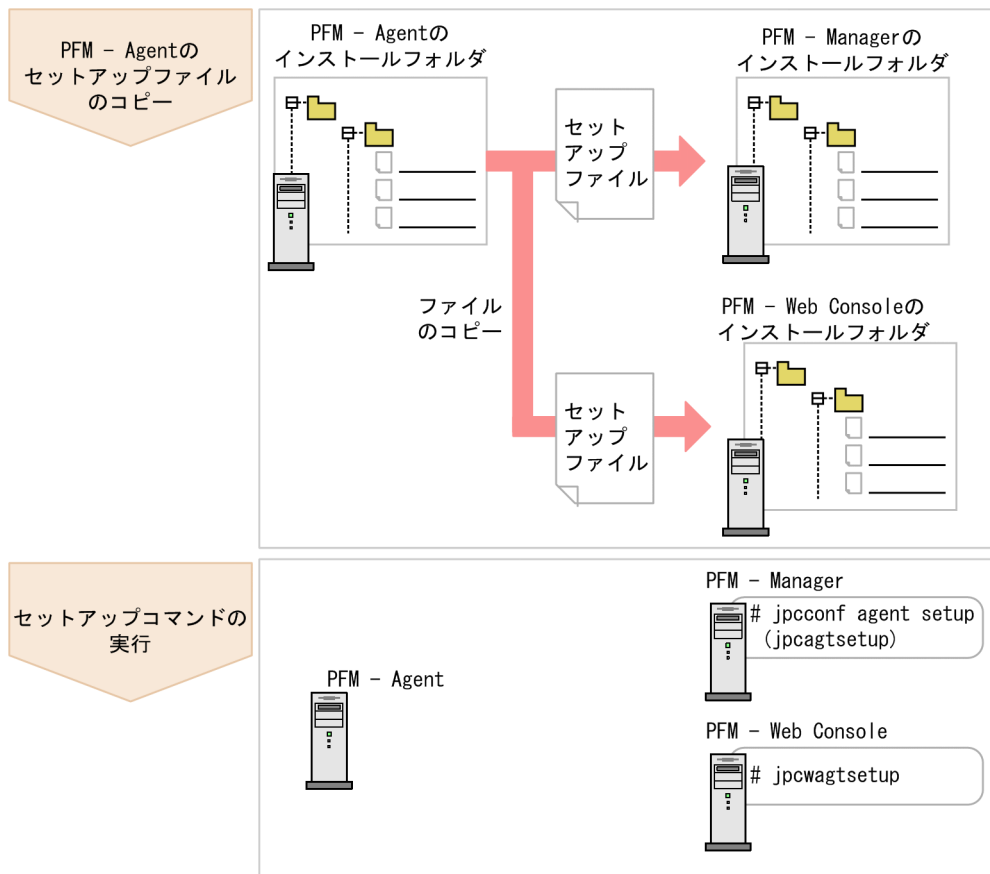 PFM － Agentの
セットアップファイル
のコピー
PFM － Agentの
インストールフォルダ
PFM － Managerの
インストールフォルダ
セット
アップ
ファイル
ファイル
のコピー
PFM － Web Consoleの
インストールフォルダ
セット
アップ
ファイル
セットアップコマンドの
実行
PFM － Agent
PFM － Manager
# jpcconf agent setup
(jpcagtsetup)
PFM － Web Console
# jpcwagtsetup